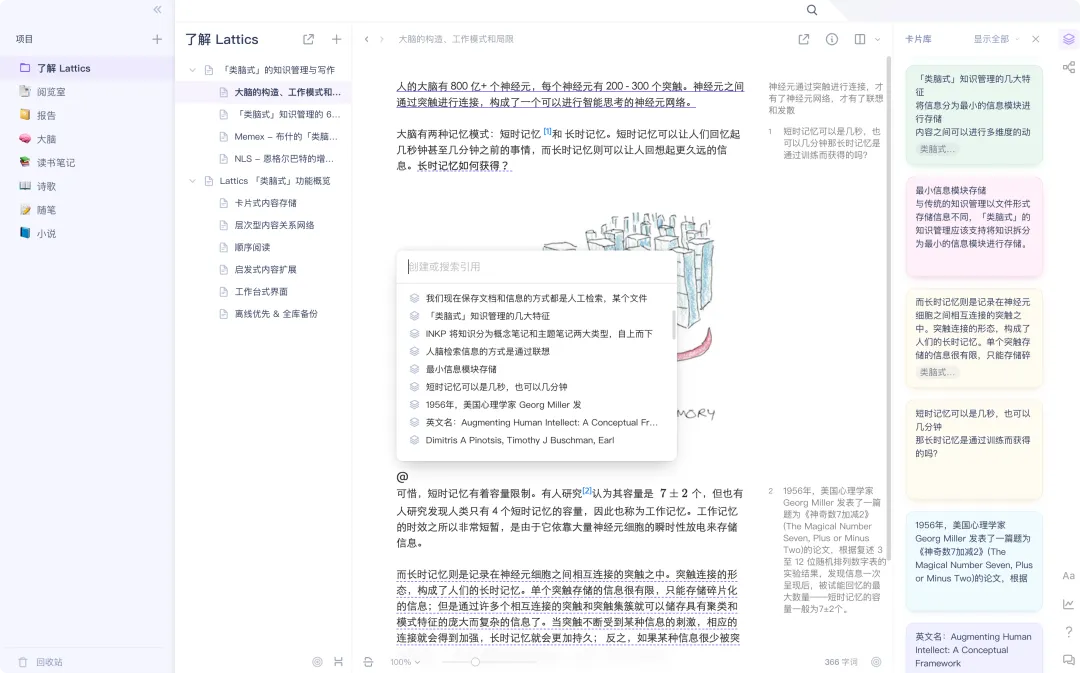 项目
了解 Lattics
阅览室
报告
大脑
读书笔记
诗歌
随笔
小说
回收站
了解 Lattics
「类脑式」的知识管理与写作
大脑的构造、工作模式和...
「类脑式」知识管理的 6...
Memex – 布什的「类脑...
NLS – 恩格尔巴特的增...
Lattics 「类脑式」功能概览
卡片式内容存储
层次型内容关系网络
顺序阅读
启发式内容扩展
工作台式界面
离线优先 & 全库备份
大脑的构造、工作模式和局限
人的大脑有 800 亿+ 个神经元，每个神经元有 200 - 300 个突触。神经元之间
通过突触进行连接，构成了一个可以进行智能思考的神经元网络。
大脑有两种记忆模式：短时记忆 [1]和 长时记忆。短时记忆可以让人们回忆起
几秒钟甚至几分钟之前的事情，而长时记忆则可以让人回想起更久远的信
息。长时记忆如何获得？
创建或搜索引用
我们现在保存文档和信息的方式都是人工检索，某个文件
「类脑式」知识管理的几大特征
INKP 将知识分为概念笔记和主题笔记两大类型，自上而下
人脑检索信息的方式是通过联想
最小信息模块存储
短时记忆可以是几秒，也可以几分钟
1956年，美国心理学家 Georg Miller 发
英文名：Augmenting Human Intellect: A Conceptual Fr...
Dimitris A Pinotsis, Timothy J Buschman, Earl
MORY
@
可惜，短时记忆有着容量限制。有人研究[2]认为其容量是 7 ± 2 个，但也有
人研究发现人类只有 4 个短时记忆的容量，因此也称为工作记忆。工作记忆
的时效之所以非常短暂，是由于它依靠大量神经元细胞的瞬时性放电来存储
信息。
而长时记忆则是记录在神经元细胞之间相互连接的突触之中。突触连接的形
态，构成了人们的长时记忆。单个突触存储的信息很有限，只能存储碎片化
的信息；但是通过许多个相互连接的突触和突触集簇就可以储存具有聚类和
模式特征的庞大而复杂的信息了。当突触不断受到某种信息的刺激，相应的
连接就会得到加强，长时记忆就会更加持久； 反之，如果某种信息很少被突
100%
366 字词
神经元通过突触进行连接，才
有了神经元网络，才有了联想
和发散
1 短时记忆可以是几秒，也
可以几分钟那长时记忆是
通过训练而获得的吗?
2 1956年，美国心理学家
Georg Miller 发表了一篇
题为《神奇数7加减2》
(The Magical Number
Seven, Plus or Minus
Two)的论文，根据复述 3
至 12 位随机排列数字表的
实验结果，发现信息一次
呈现后，被试能回忆的最
大数量——短时记忆的容
量一般为7±2个。
卡片库
显示全部
「类脑式」知识管理的几大特
征
将信息分为最小的信息模块进
行存储
内容之间可以进行多维度的动
类脑式...
最小信息模块存储
与传统的知识管理以文件形式
存储信息不同，「类脑式」的
知识管理应该支持将知识拆分
为最小的信息模块进行存储。
而长时记忆则是记录在神经元
细胞之间相互连接的突触之
中。突触连接的形态，构成了
人们的长时记忆。单个突触存
储的信息很有限，只能存储碎
类脑式...
短时记忆可以是几秒，也可以
几分钟
那长时记忆是通过训练而获得
的吗?
1956年，美国心理学家
Georg Miller 发表了一篇题为
《神奇数7加减2》(The
Magical Number Seven, Plus
or Minus Two)的论文，根据
英文名：Augmenting Human
Intellect: A Conceptual
Framework
Aa